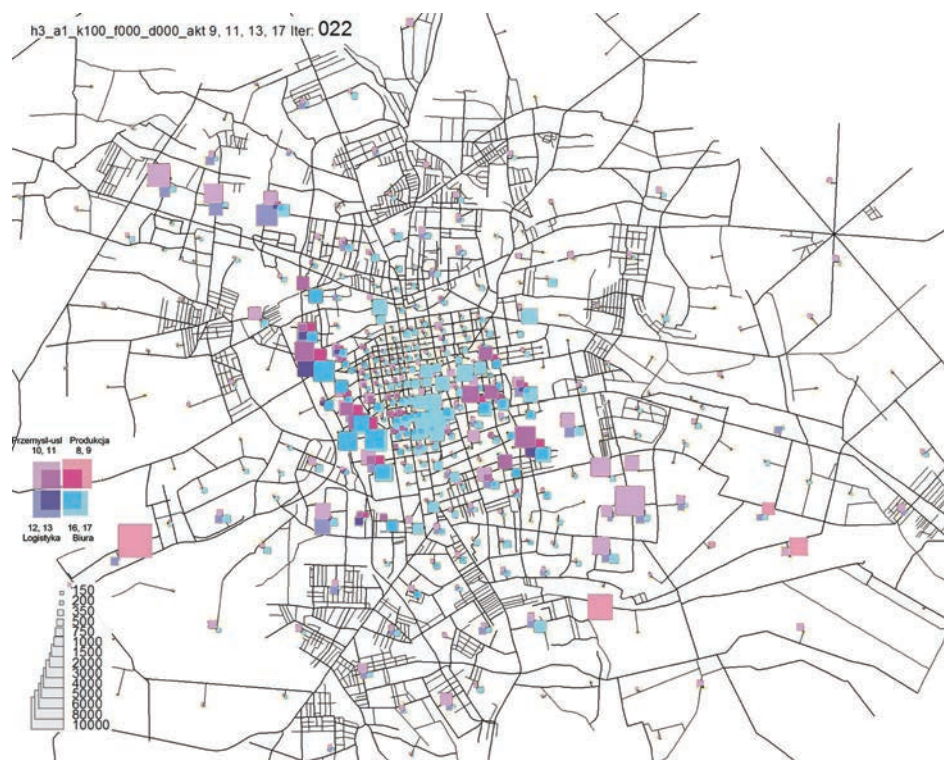 h3_a1_k100_f000_d000_akt 9, 11, 13, 17 Iter: 022
Przemysł-usl Produkcja
10, 11 8, 9
12, 13 16, 17
Logistyka Biura
150
200
350
500
750
1000
1500
2000
3000
4000
5000
6000
8000
10000